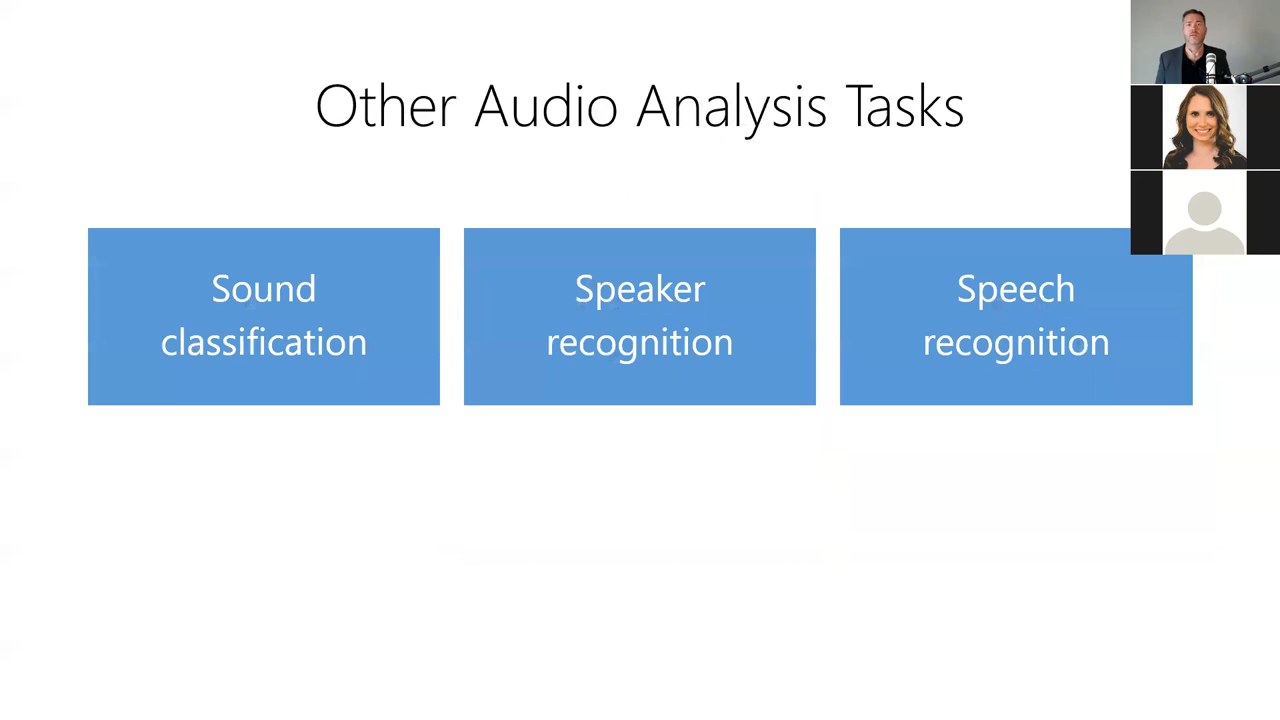 Other Audio Analysis Tasks
Sound
classification
Speaker
recognition
Speech
recognition